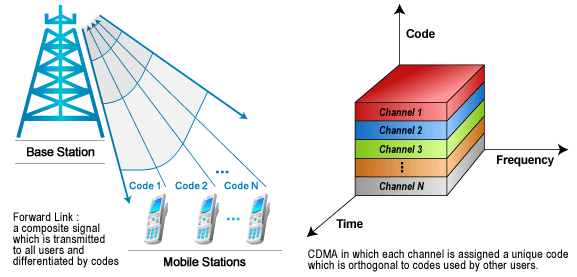 Base Station
Code 1 Code 2 ... Code N
...
Forward Link :
a composite signal
which is transmitted
to all users and
differentiated by codes
Mobile Stations
Code
Channel 1
Channel 2
Channel 3
⋮
Channel N
Frequency
Time
CDMA in which each channel is assigned a unique code
which is orthogonal to codes used by other users.